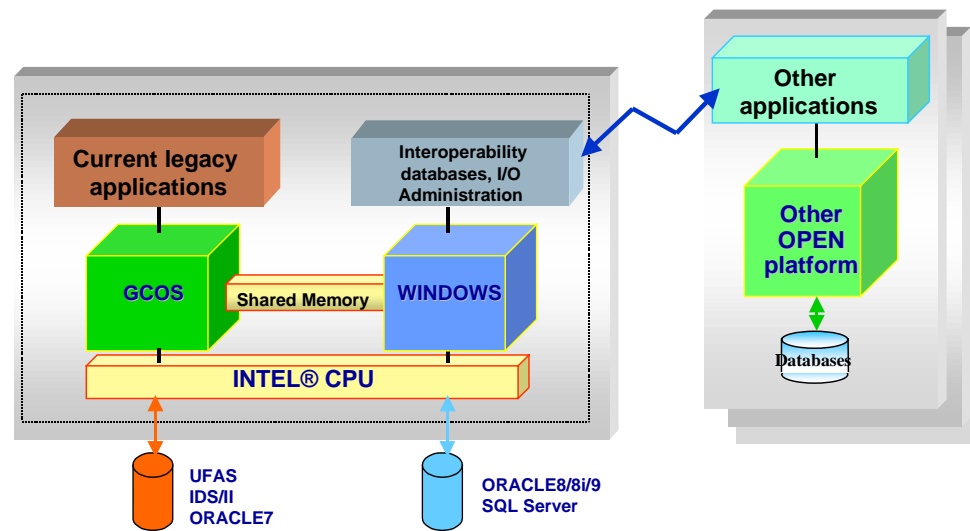 Current legacy
applications
Interoperability
databases, I/O
Administration
GCOS
Shared Memory
WINDOWS
INTEL® CPU
UFAS
IDS/II
ORACLE7
ORACLE8/8i/9
SQL Server
Other
applications
Other
OPEN
platform
Databases